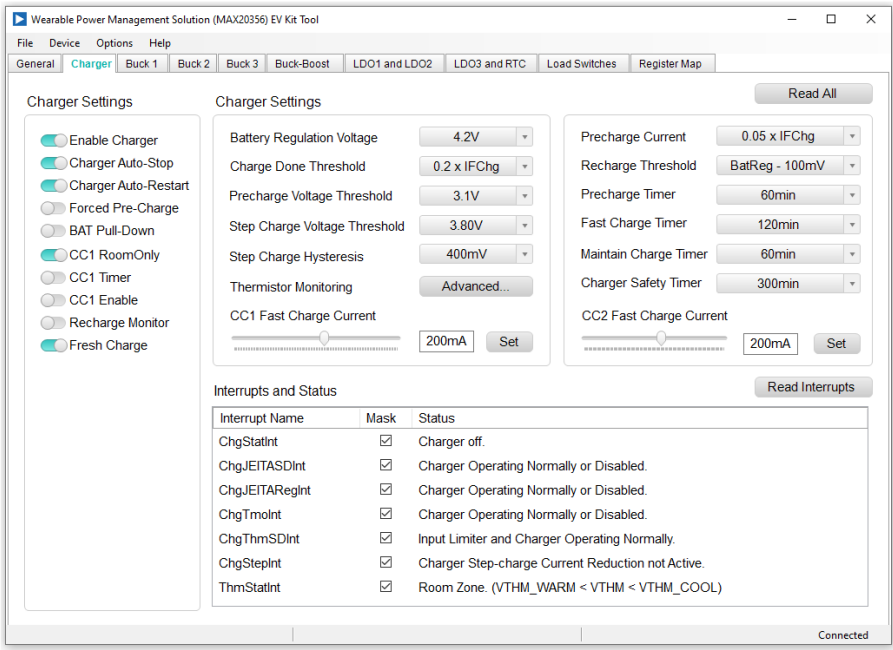 Wearable Power Management Solution (MAX20356) EV Kit Tool
File Device Options Help
General Charger Buck 1 Buck 2 Buck 3 Buck-Boost LDO1 and LDO2 LDO3 and RTC Load Switches Register Map
Read All
Charger Settings
Enable Charger
Charger Auto-Stop
Charger Auto-Restart
Forced Pre-Charge
BAT Pull-Down
CC1 RoomOnly
CC1 Timer
CC1 Enable
Recharge Monitor
Fresh Charge
Charger Settings
Battery Regulation Voltage 4.2V
Charge Done Threshold 0.2 x IFChg
Precharge Voltage Threshold 3.1V
Step Charge Voltage Threshold 3.80V
Step Charge Hysteresis 400mV
Thermistor Monitoring Advanced...
CC1 Fast Charge Current
200mA Set
Precharge Current 0.05 x IFChg
Recharge Threshold BatReg - 100mV
Precharge Timer 60min
Fast Charge Timer 120min
Maintain Charge Timer 60min
Charger Safety Timer 300min
CC2 Fast Charge Current
200mA Set
Interrupts and Status
Read Interrupts
Interrupt Name Mask Status
ChgStatInt Charger off.
ChgJEITASDInt Charger Operating Normally or Disabled.
ChgJEITARegInt Charger Operating Normally or Disabled.
ChgTmoInt Charger Operating Normally or Disabled.
ChgThmSDInt Input Limiter and Charger Operating Normally.
ChgStepInt Charger Step-charge Current Reduction not Active.
ThmStatInt Room Zone. (VTHM_WARM < VTHM < VTHM_COOL)
Connected